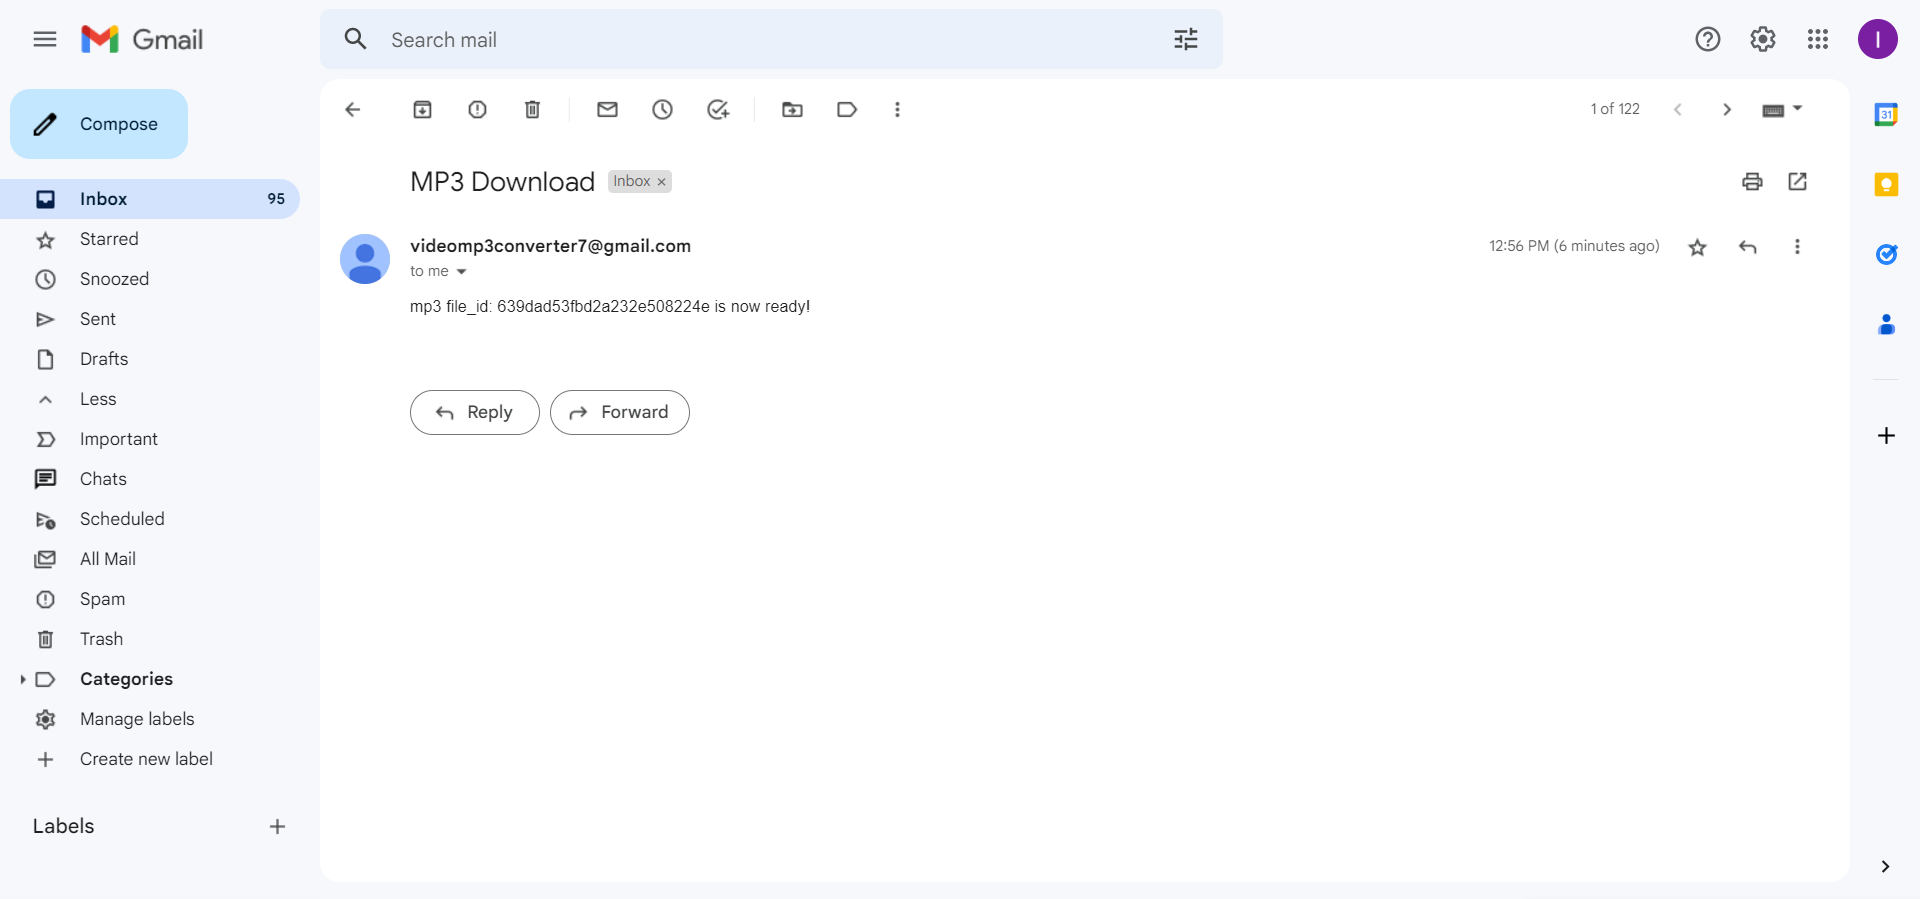 Gmail
Search mail
I
Compose
1 of 122
31
MP3 Download Inbox ×
Inbox 95
Starred
Snoozed
Sent
Drafts
Less
Important
Chats
Scheduled
All Mail
Spam
Trash
Categories
Manage labels
Create new label
Labels
videomp3converter7@gmail.com
12:56 PM (6 minutes ago)
to me
mp3 file_id: 639dad53fbd2a232e508224e is now ready!
Reply
Forward